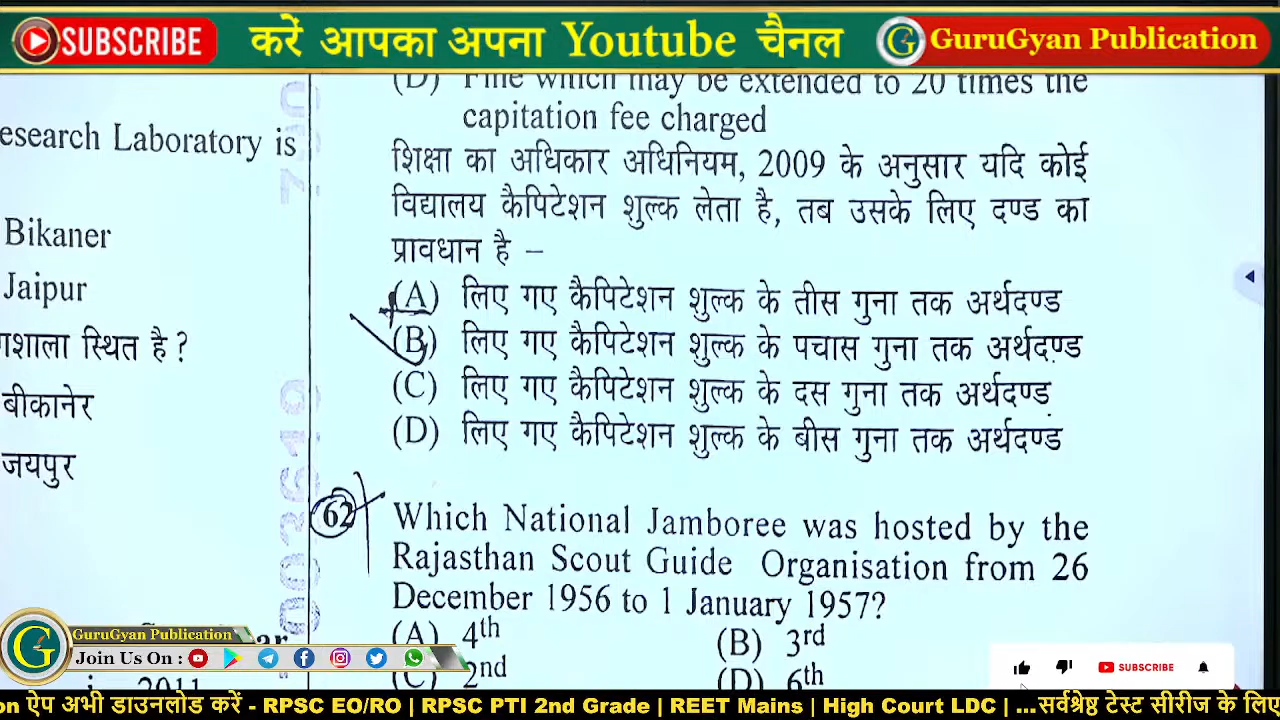 SUBSCRIBE करें आपका अपना Youtube चैनल G GuruGyan Publication
esearch Laboratory is
Bikaner
Jaipur
गशाला स्थित है ?
बीकानेर
जयपुर
(D) Fine which may be extended to 20 times the
capitation fee charged
शिक्षा का अधिकार अधिनियम, 2009 के अनुसार यदि कोई
विद्यालय कैपिटेशन शुल्क लेता है, तब उसके लिए दण्ड का
प्रावधान है –
(A) लिए गए कैपिटेशन शुल्क के तीस गुना तक अर्थदण्ड
(B) लिए गए कैपिटेशन शुल्क के पचास गुना तक अर्थदण्ड
(C) लिए गए कैपिटेशन शुल्क के दस गुना तक अर्थदण्ड
(D) लिए गए कैपिटेशन शुल्क के बीस गुना तक अर्थदण्ड
62 Which National Jamboree was hosted by the
Rajasthan Scout Guide Organisation from 26
December 1956 to 1 January 1957?
(A) 4th (B) 3rd
(C) 2nd (D) 6th
G GuruGyan Publication
Join Us On :
SUBSCRIBE
2011
on ऐप अभी डाउनलोड करें - RPSC EO/RO | RPSC PTI 2nd Grade | REET Mains | High Court LDC | ...सर्वश्रेष्ठ टेस्ट सीरीज के लिए